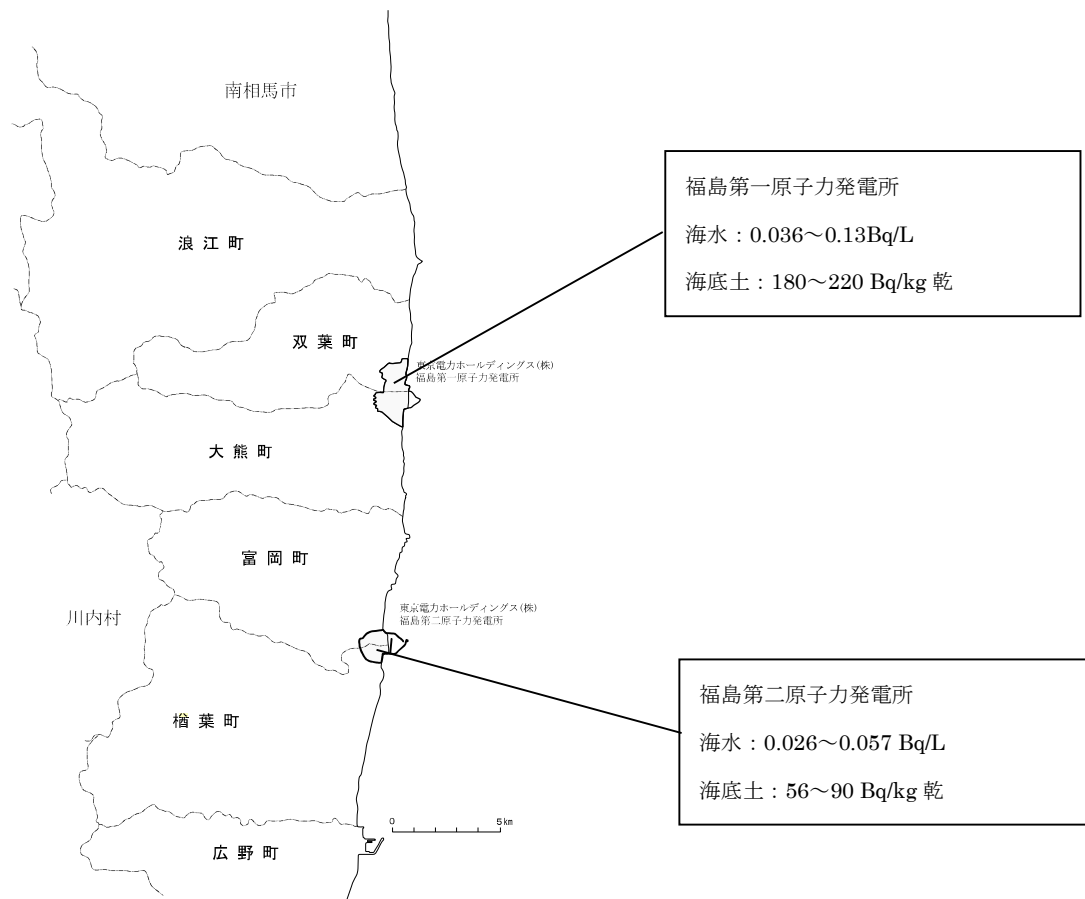 南相馬市
福島第一原子力発電所
海水：0.036～0.13Bq/L
海底土：180～220 Bq/kg 乾
浪江町
双葉町
東京電力ホールディングス(株)
福島第一原子力発電所
大熊町
富岡町
川内村
東京電力ホールディングス(株)
福島第二原子力発電所
福島第二原子力発電所
海水：0.026～0.057 Bq/L
海底土：56～90 Bq/kg 乾
楢葉町
0 5km
広野町